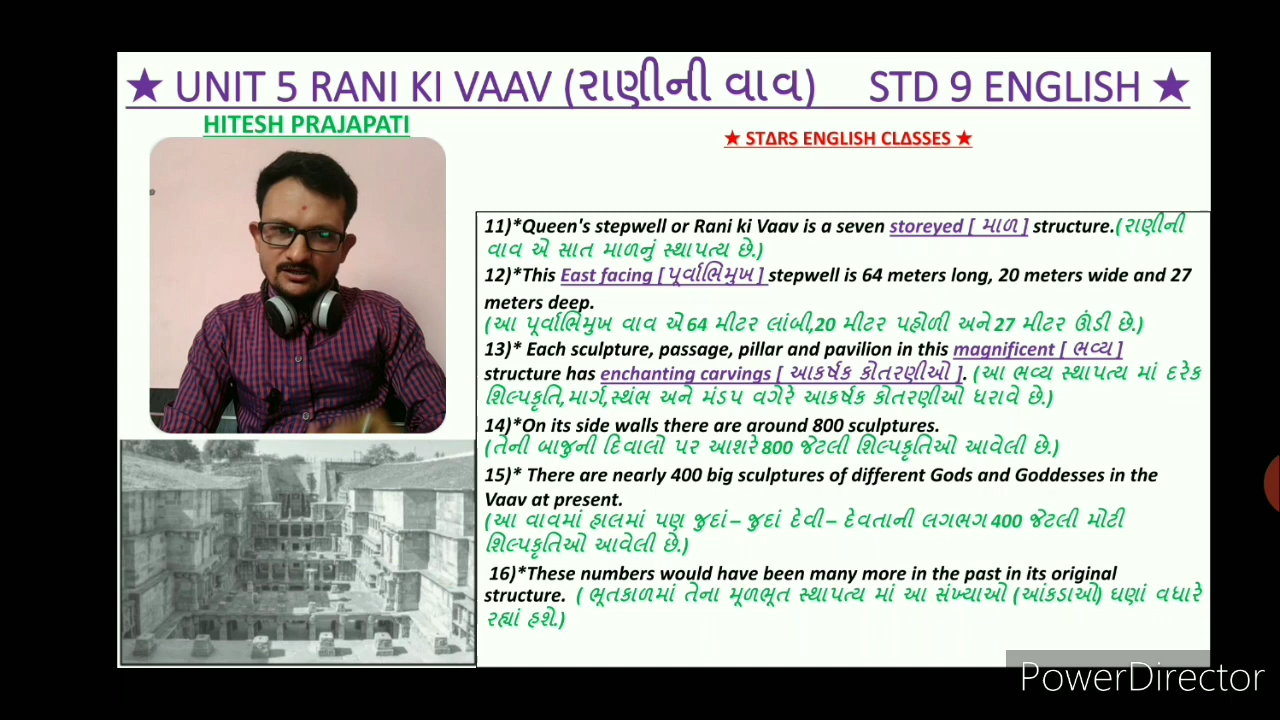 ★ UNIT 5 RANI KI VAAV (રાણીની વાવ) STD 9 ENGLISH ★
HITESH PRAJAPATI
★ STΔRS ENGLISH CLΔSSES ★
11)*Queen's stepwell or Rani ki Vaav is a seven storeyed [ માળ ] structure.(રાણીની
વાવ એ સાત માળનું સ્થાપત્ય છે.)
12)*This East facing [પૂર્વાભિમુખ ] stepwell is 64 meters long, 20 meters wide and 27
meters deep.
(આ પૂર્વાભિમુખ વાવ એ 64 મીટર લાંબી,20 મીટર પહોળી અને 27 મીટર ઊંડી છે.)
13)* Each sculpture, passage, pillar and pavilion in this magnificent [ ભવ્ય ]
structure has enchanting carvings [ આકર્ષક કોતરણીઓ ]. (આ ભવ્ય સ્થાપત્ય માં દરેક
શિલ્પકૃતિ,માર્ગ,સ્થંભ અને મંડપ વગેરે આકર્ષક કોતરણીઓ ધરાવે છે.)
14)*On its side walls there are around 800 sculptures.
(તેની બાજુની દિવાલો પર આશરે 800 જેટલી શિલ્પકૃતિઓ આવેલી છે.)
15)* There are nearly 400 big sculptures of different Gods and Goddesses in the
Vaav at present.
(આ વાવમાં હાલમાં પણ જુદાં – જુદાં દેવી – દેવતાની લગભગ 400 જેટલી મોટી
શિલ્પકૃતિઓ આવેલી છે.)
16)*These numbers would have been many more in the past in its original
structure. ( ભૂતકાળમાં તેના મૂળભૂત સ્થાપત્ય માં આ સંખ્યાઓ (આંકડાઓ) ઘણાં વધારે
રહ્યાં હશે.)
PowerDirector